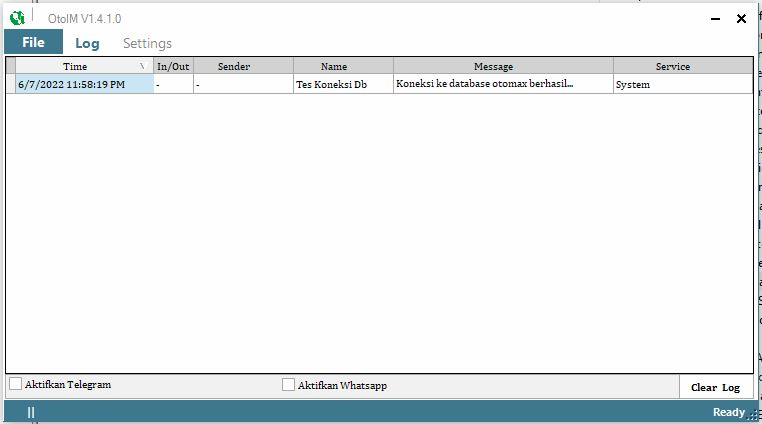 OtoIM V1.4.1.0
File Log Settings
Time In/Out Sender Name Message Service
6/7/2022 11:58:19 PM - - Tes Koneksi Db Koneksi ke database otomax berhasil... System
Aktifkan Telegram Aktifkan Whatsapp Clear Log
Ready